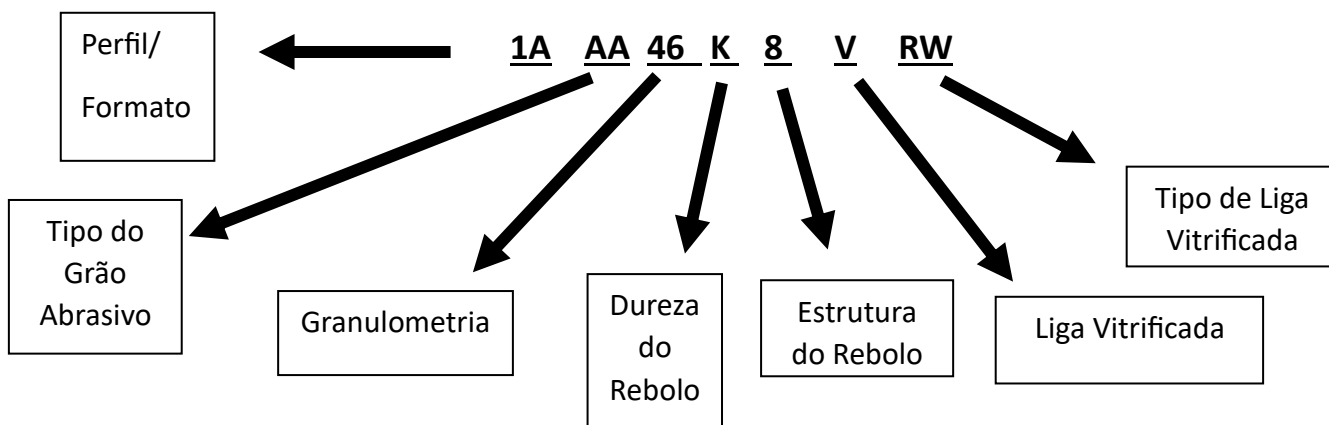 Perfil/
Formato
1A AA 46 K 8 V RW
Tipo do
Grão
Abrasivo
Granulometria
Dureza
do
Rebolo
Estrutura
do Rebolo
Liga Vitrificada
Tipo de Liga
Vitrificada